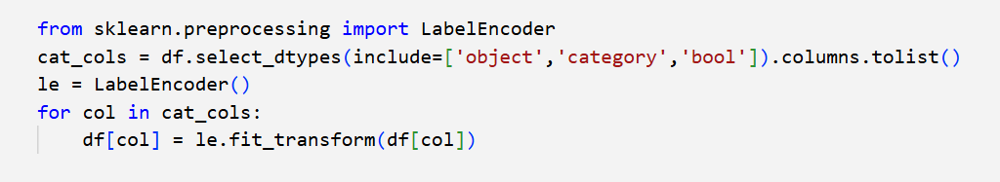 from sklearn.preprocessing import LabelEncoder
cat_cols = df.select_dtypes(include=['object','category','bool']).columns.tolist()
le = LabelEncoder()
for col in cat_cols:
    df[col] = le.fit_transform(df[col])